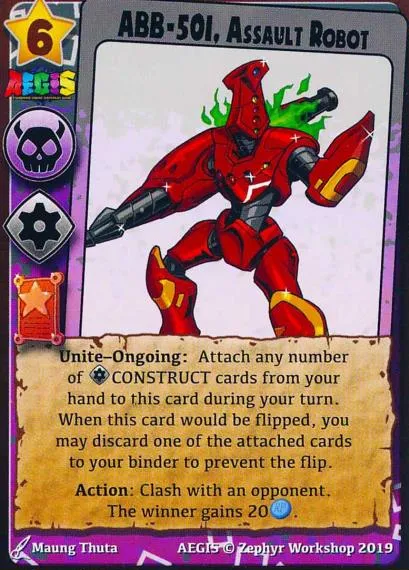 6
ABB-501, ASSAULT ROBOT
AEGIS
Unite–Ongoing: Attach any number
of CONSTRUCT cards from your
hand to this card during your turn.
When this card would be flipped, you
may discard one of the attached cards
to your binder to prevent the flip.
Action: Clash with an opponent.
The winner gains 20.
Maung Thuta
AEGIS © Zephyr Workshop 2019